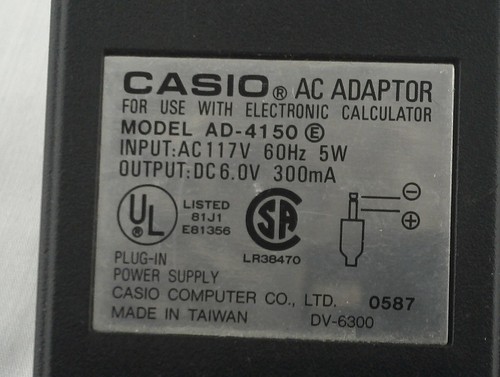 CASIO® AC ADAPTOR
FOR USE WITH ELECTRONIC CALCULATOR
MODEL AD-4150 Ⓔ
INPUT:AC117V 60Hz 5W
OUTPUT:DC6.0V 300mA
UL®
LISTED
81J1
E81356
SA
LR38470
⊖
⊕
PLUG-IN
POWER SUPPLY
CASIO COMPUTER CO., LTD. 0587
MADE IN TAIWAN DV-6300